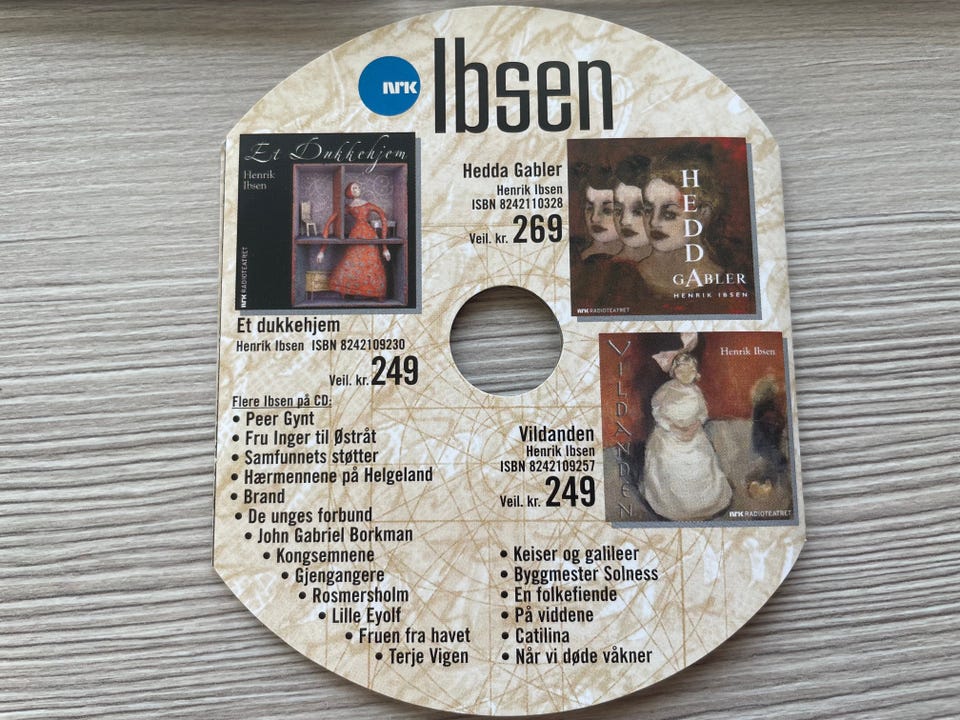 nrk
Ibsen
Et Dukkehjem
Henrik
Ibsen
NRK RADIOTEATRET
Et dukkehjem
Henrik Ibsen ISBN 8242109230
Veil. kr. 249
Hedda Gabler
Henrik Ibsen
ISBN 8242110328
Veil. kr. 269
HEDDA
GABLER
HENRIK IBSEN
NRK RADIOTEATRET
Vildanden
Henrik Ibsen
ISBN 8242109257
Veil. kr. 249
VILDANDEN
Henrik Ibsen
NRK RADIOTEATRET
Flere Ibsen på CD:
• Peer Gynt
• Fru Inger til Østråt
• Samfunnets støtter
• Hærmennene på Helgeland
• Brand
• De unges forbund
• John Gabriel Borkman
• Kongsemnene
• Gjengangere
• Rosmersholm
• Lille Eyolf
• Fruen fra havet
• Terje Vigen
• Keiser og galileer
• Byggmester Solness
• En folkefiende
• På viddene
• Catilina
• Når vi døde våkner